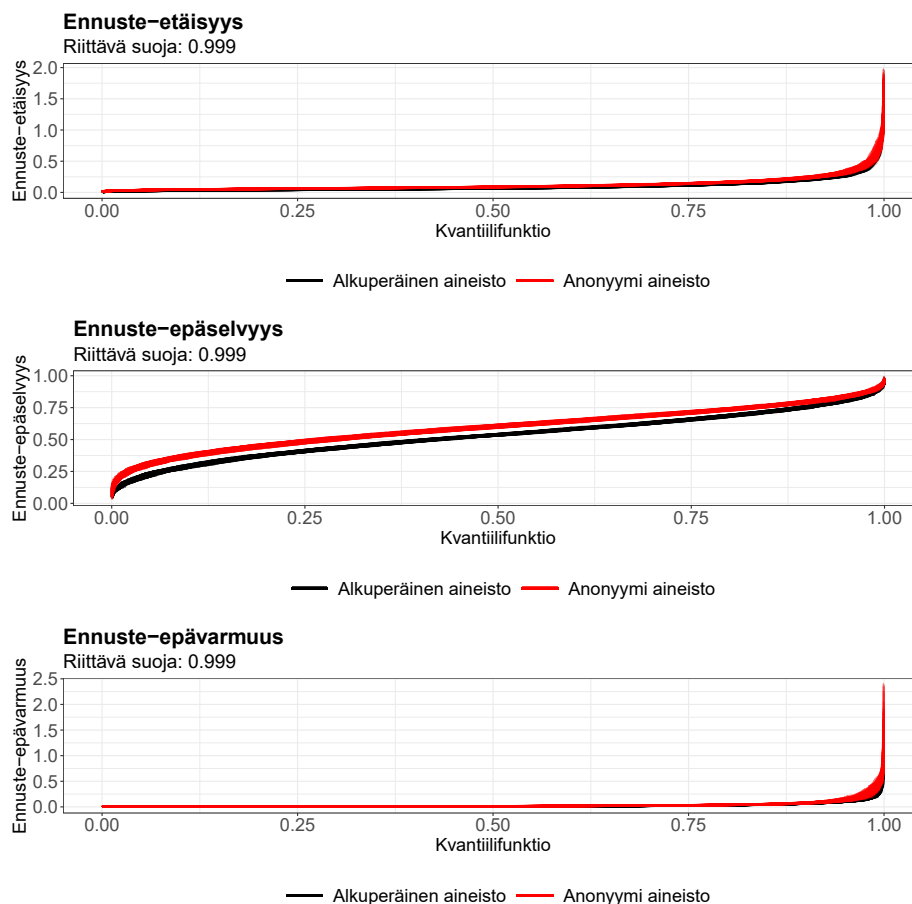 Ennuste−etäisyys
Riittävä suoja: 0.999
Ennuste−etäisyys
2.0
1.5
1.0
0.5
0.0
0.00 0.25 0.50 0.75 1.00
Kvantiilifunktio
Alkuperäinen aineisto Anonyymi aineisto
Ennuste−epäselvyys
Riittävä suoja: 0.999
Ennuste−epäselvyys
1.00
0.75
0.50
0.25
0.00
0.00 0.25 0.50 0.75 1.00
Kvantiilifunktio
Alkuperäinen aineisto Anonyymi aineisto
Ennuste−epävarmuus
Riittävä suoja: 0.999
Ennuste−epävarmuus
2.5
2.0
1.5
1.0
0.5
0.0
0.00 0.25 0.50 0.75 1.00
Kvantiilifunktio
Alkuperäinen aineisto Anonyymi aineisto